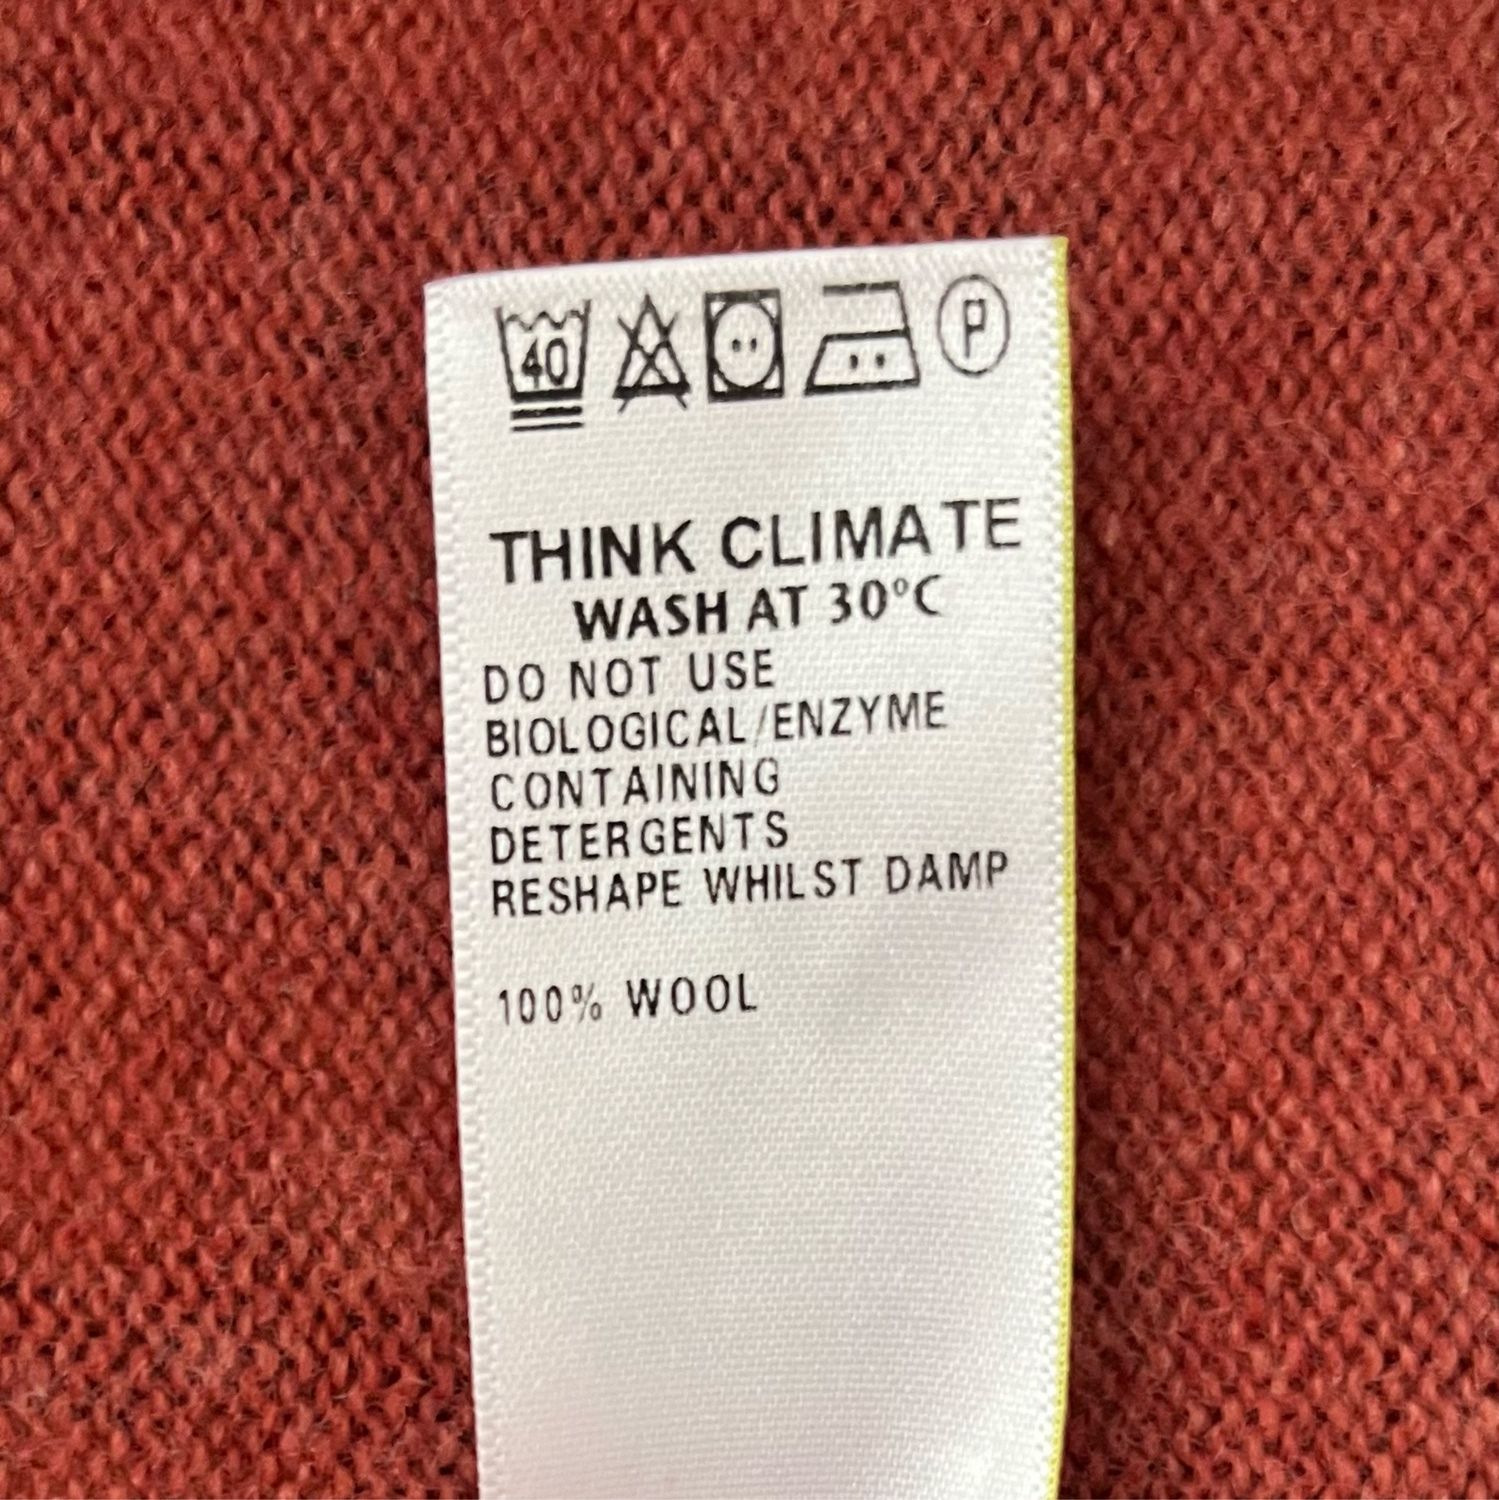 40
P
THINK CLIMATE
WASH AT 30°C
DO NOT USE
BIOLOGICAL/ENZYME
CONTAINING
DETERGENTS
RESHAPE WHILST DAMP
100% WOOL